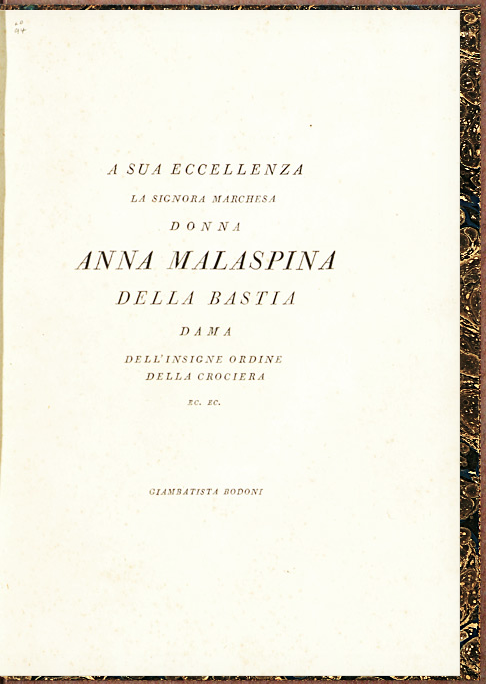 A SUA ECCELLENZA
LA SIGNORA MARCHESA
DONNA
ANNA MALASPINA
DELLA BASTIA
DAMA
DELL'INSIGNE ORDINE
DELLA CROCIERA
EC. EC.
GIAMBATISTA BODONI